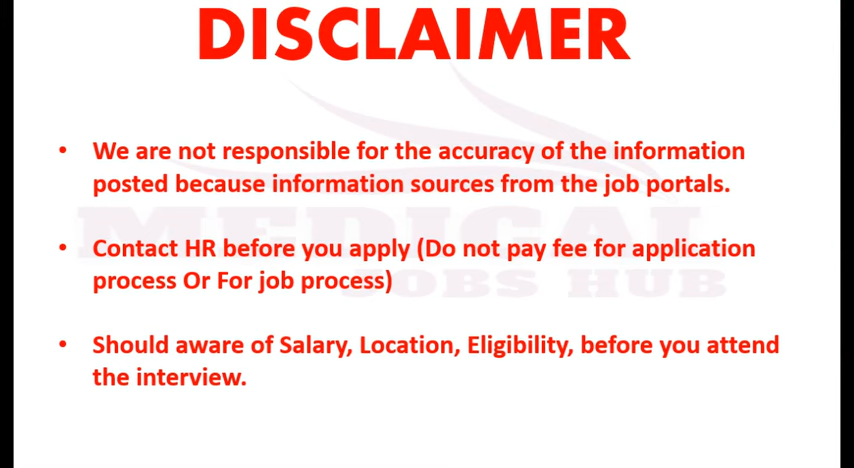 DISCLAIMER
• We are not responsible for the accuracy of the information
posted because information sources from the job portals.
MEDICAL
• Contact HR before you apply (Do not pay fee for application
process Or For job process)
JOBS HUB
• Should aware of Salary, Location, Eligibility, before you attend
the interview.